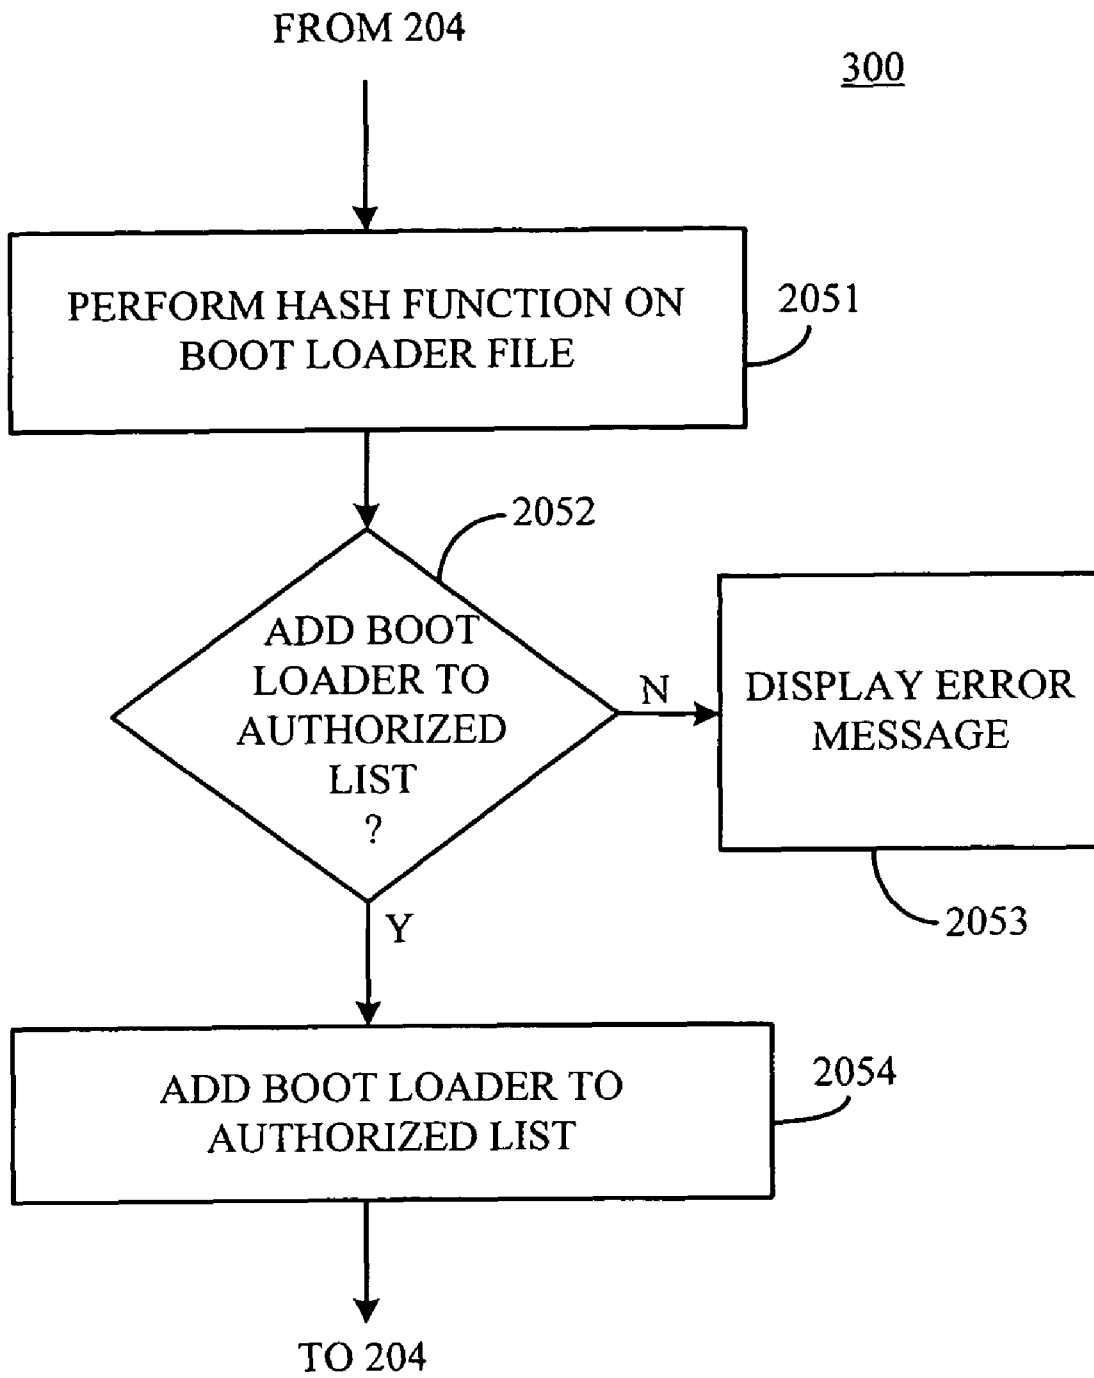 FROM 204
300
PERFORM HASH FUNCTION ON
BOOT LOADER FILE
2051
2052
ADD BOOT
LOADER TO
AUTHORIZED
LIST
?
N
DISPLAY ERROR
MESSAGE
2053
Y
ADD BOOT LOADER TO
AUTHORIZED LIST
2054
TO 204